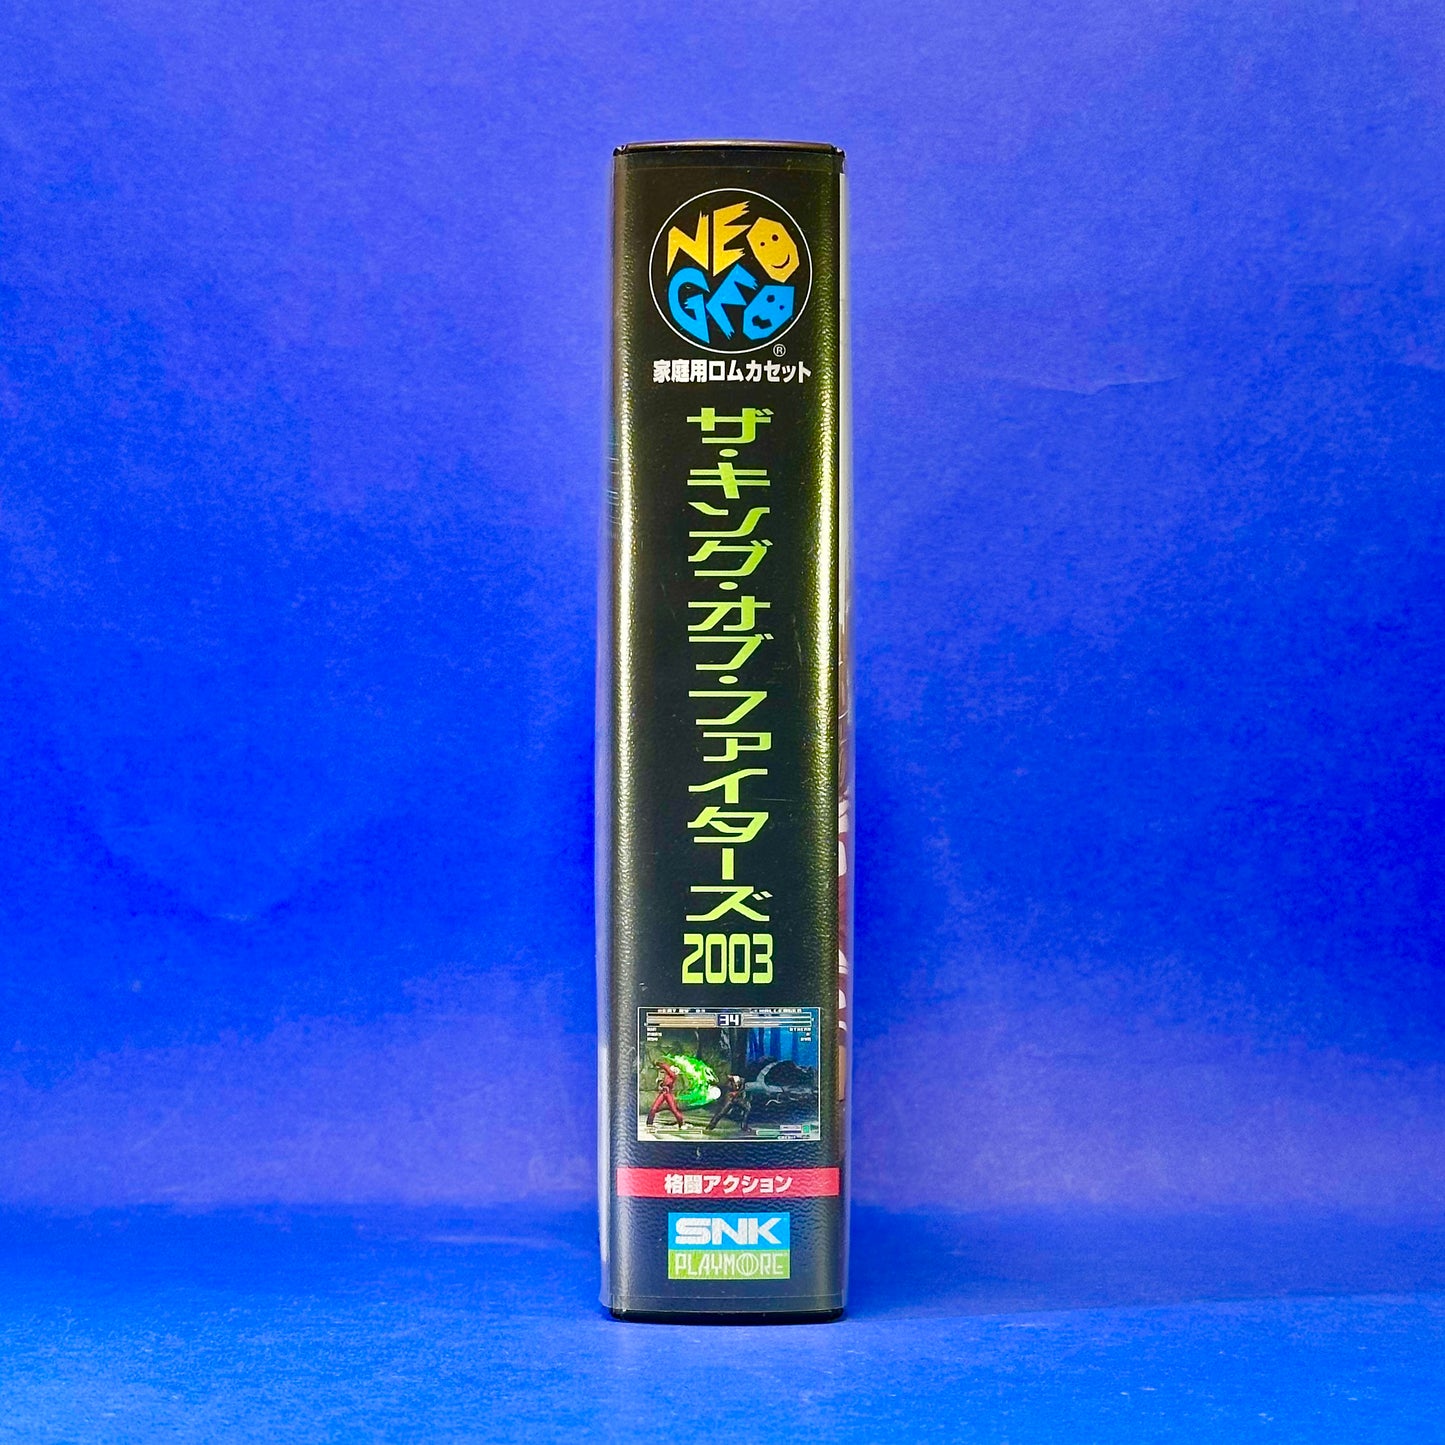 NEO
GEO
®
家庭用ロムカセット
ザ・キング・オブ・ファイターズ
2003
34
格闘アクション
SNK
PLAYMORE